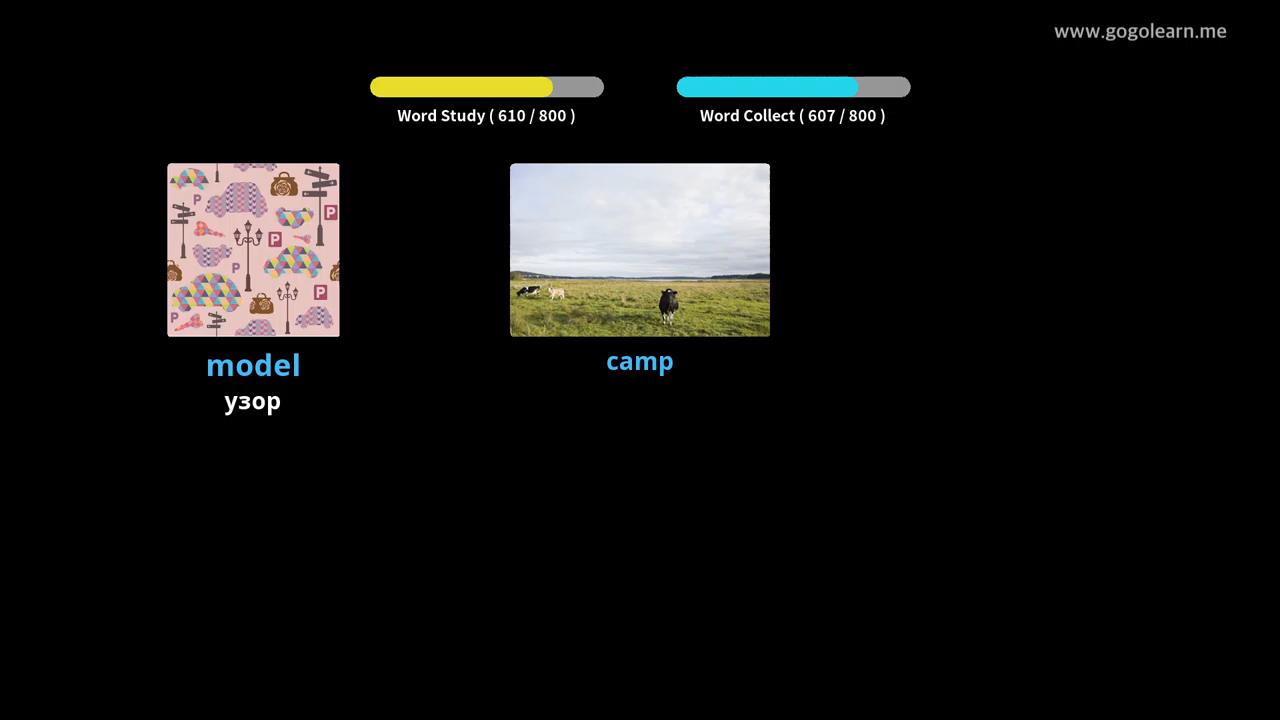 www.gogolearn.me
Word Study ( 610 / 800 )
Word Collect ( 607 / 800 )
P
P
P
P
P
P
model
узор
camp